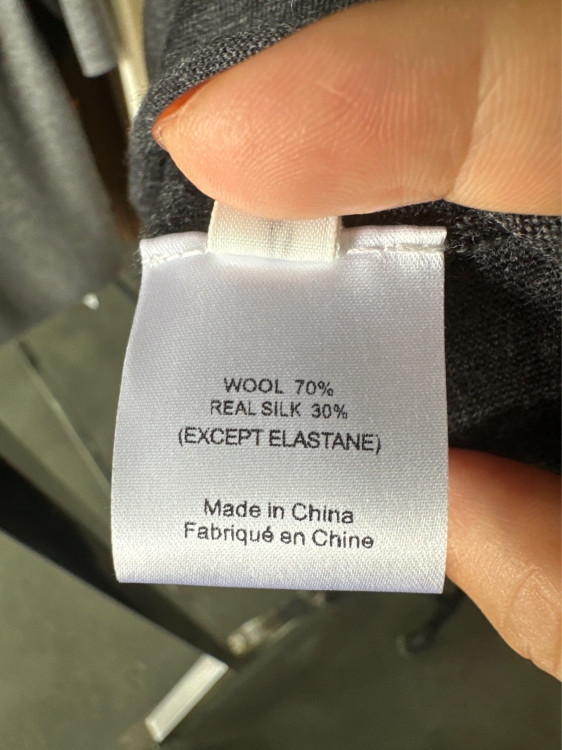 WOOL 70%
REAL SILK 30%
(EXCEPT ELASTANE)
Made in China
Fabriqué en Chine